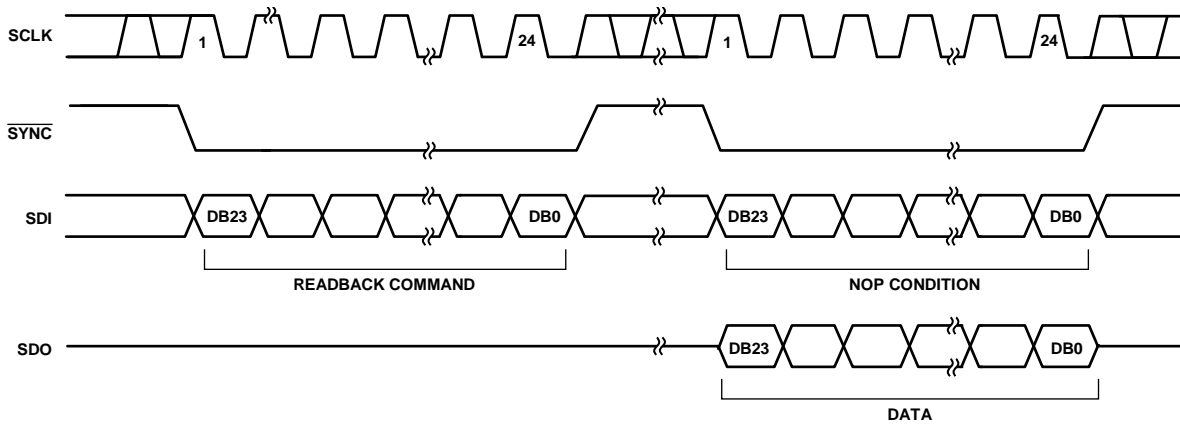 SCLK 1 24 1 24
SYNC
SDI DB23 DB0 DB23 DB0
READBACK COMMAND NOP CONDITION
SDO DB23 DB0
DATA